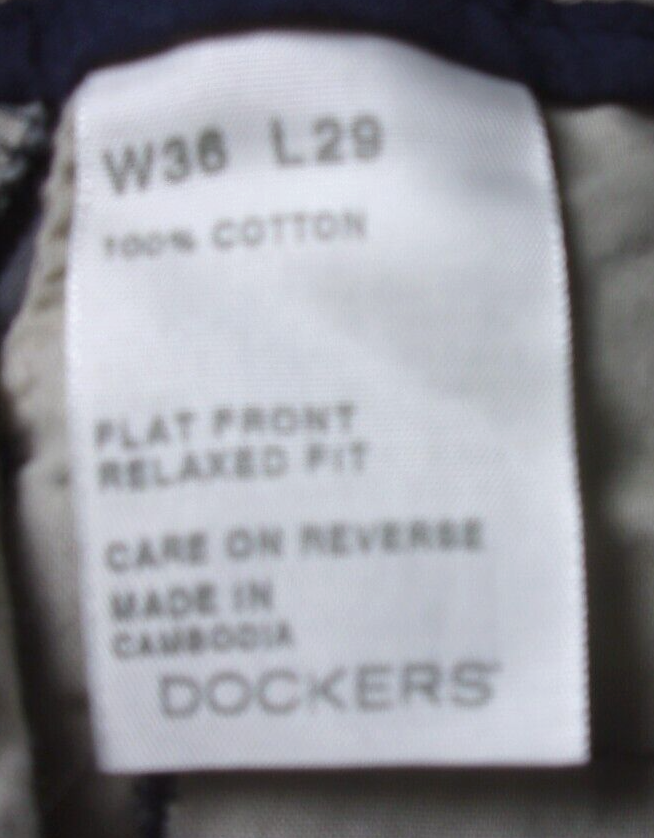 W36 L29
100% COTTON
FLAT FRONT
RELAXED FIT
CARE ON REVERSE
MADE IN
CAMBODIA
DOCKERS